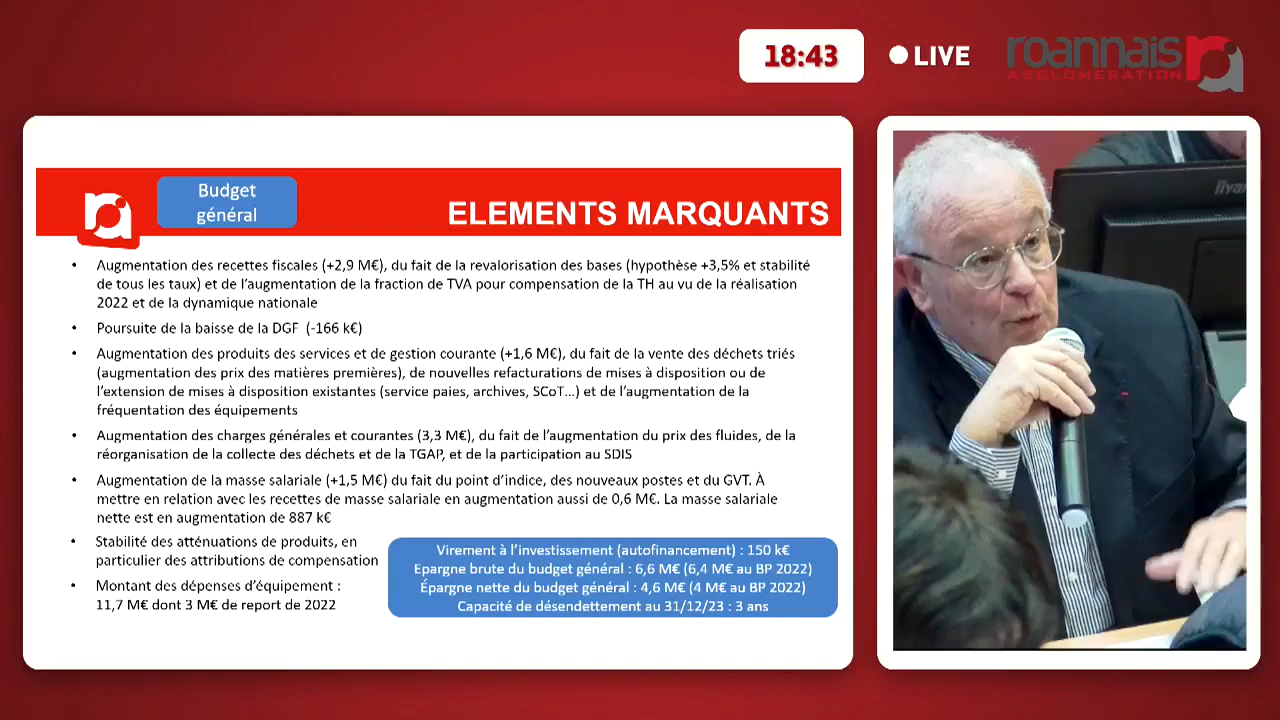 18:43
LIVE
roannais
AGGLOMERATION
Budget
général
ELEMENTS MARQUANTS
• Augmentation des recettes fiscales (+2,9 M€), du fait de la revalorisation des bases (hypothèse +3,5% et stabilité
de tous les taux) et de l'augmentation de la fraction de TVA pour compensation de la TH au vu de la réalisation
2022 et de la dynamique nationale
• Poursuite de la baisse de la DGF (-166 k€)
• Augmentation des produits des services et de gestion courante (+1,6 M€), du fait de la vente des déchets triés
(augmentation des prix des matières premières), de nouvelles refacturations de mises à disposition ou de
l'extension de mises à disposition existantes (service paies, archives, SCoT...) et de l'augmentation de la
fréquentation des équipements
• Augmentation des charges générales et courantes (3,3 M€), du fait de l'augmentation du prix des fluides, de la
réorganisation de la collecte des déchets et de la TGAP, et de la participation au SDIS
• Augmentation de la masse salariale (+1,5 M€) du fait du point d'indice, des nouveaux postes et du GVT. À
mettre en relation avec les recettes de masse salariale en augmentation aussi de 0,6 M€. La masse salariale
nette est en augmentation de 887 k€
• Stabilité des atténuations de produits, en
particulier des attributions de compensation
• Montant des dépenses d'équipement :
11,7 M€ dont 3 M€ de report de 2022
Virement à l'investissement (autofinancement) : 150 k€
Epargne brute du budget général : 6,6 M€ (6,4 M€ au BP 2022)
Épargne nette du budget général : 4,6 M€ (4 M€ au BP 2022)
Capacité de désendettement au 31/12/23 : 3 ans
iiyama